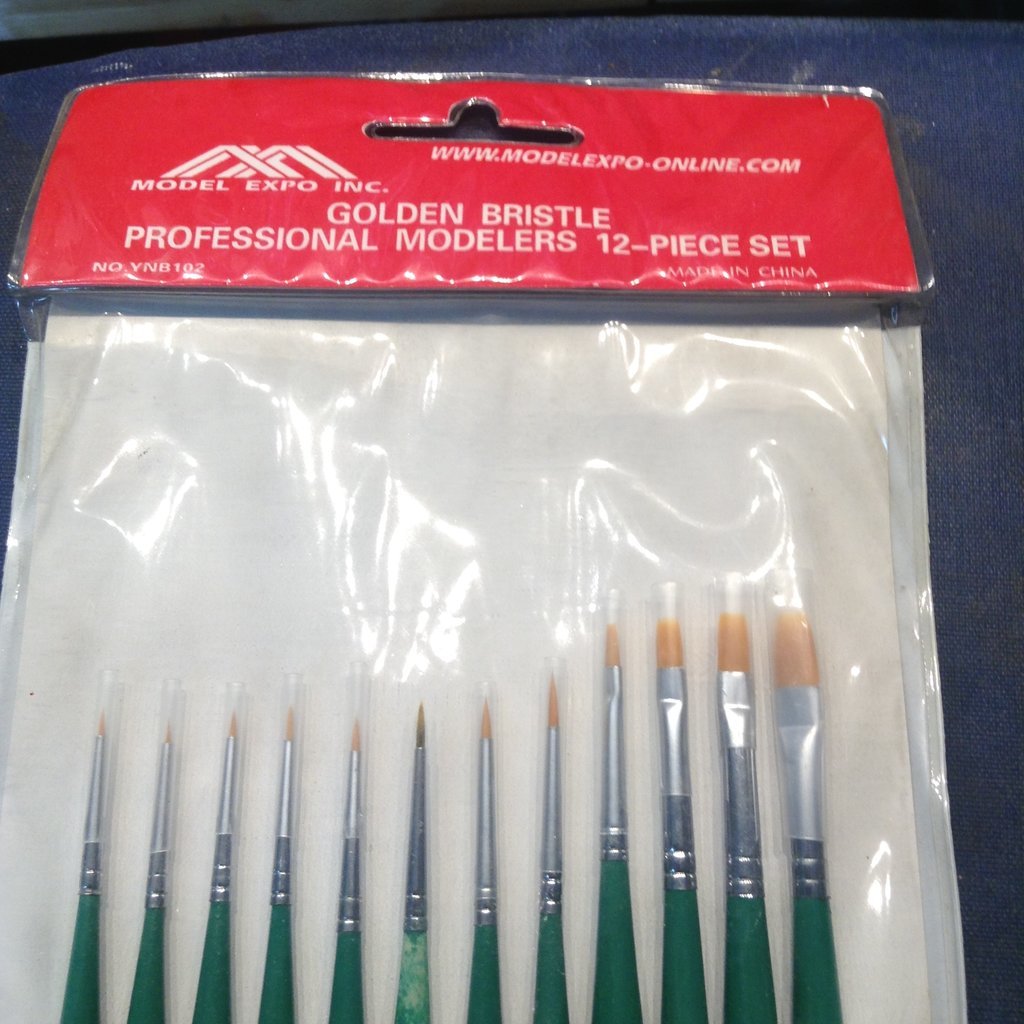 WWW.MODELEXPO-ONLINE.COM
MODEL EXPO INC.
GOLDEN BRISTLE
PROFESSIONAL MODELERS 12-PIECE SET
NO.YNB102
MADE IN CHINA